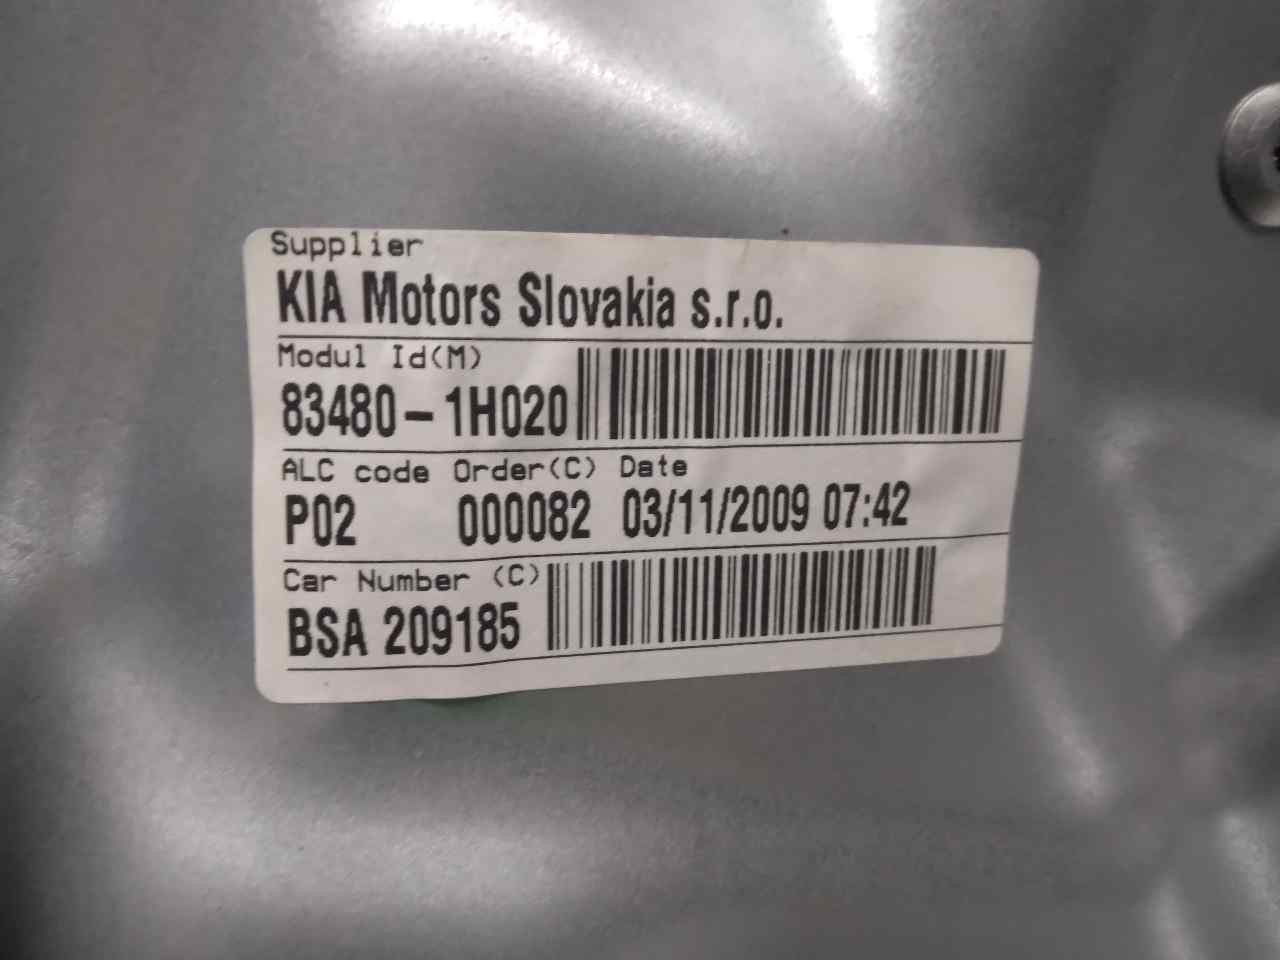 Supplier
KIA Motors Slovakia s.r.o.
Modul Id(M)
83480-1H020
ALC code Order(C) Date
P02 000082 03/11/2009 07:42
Car Number (C)
BSA 209185